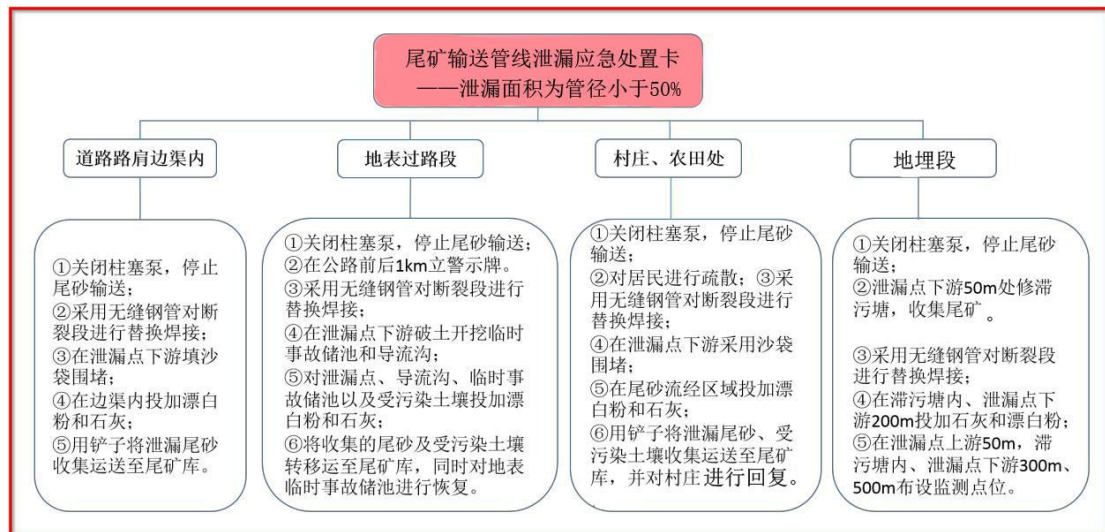 尾矿输送管线泄漏应急处置卡
——泄漏面积为管径小于50%
道路路肩边渠内
地表过路段
村庄、农田处
地埋段
①关闭柱塞泵，停止
尾砂输送；
②采用无缝钢管对断
裂段进行替换焊接；
③在泄漏点下游填沙
袋围堵；
④在边渠内投加漂白
粉和石灰；
⑤用铲子将泄漏尾砂
收集运送至尾矿库。
①关闭柱塞泵，停止尾砂输送；
②在公路前后1km立警示牌。
③采用无缝钢管对断裂段进行
替换焊接；
④在泄漏点下游破土开挖临时
事故储池和导流沟；
⑤对泄漏点、导流沟、临时事
故储池以及受污染土壤投加漂
白粉和石灰；
⑥将收集的尾砂及受污染土壤
转移运至尾矿库，同时对地表
临时事故储池进行恢复。
①关闭柱塞泵，停止尾砂
输送；
②对居民进行疏散；③采
用无缝钢管对断裂段进行
替换焊接；
④在泄漏点下游采用沙袋
围堵；
⑤在尾砂流经区域投加漂
白粉和石灰；
⑥用铲子将泄漏尾砂、受
污染土壤收集运送至尾矿
库，并对村庄进行回复。
①关闭柱塞泵，停止尾砂
输送；
②泄漏点下游50m处修滞
污塘，收集尾矿。
③采用无缝钢管对断裂段
进行替换焊接；
④在滞污塘内、泄漏点下
游200m投加石灰和漂白粉；
⑤在泄漏点上游50m，滞
污塘内、泄漏点下游300m、
500m布设监测点位。